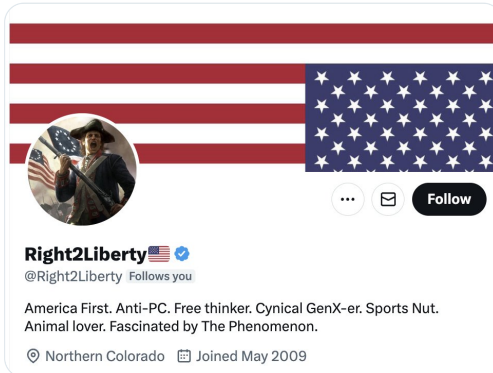 Follow
Right2Liberty🇺🇸
@Right2Liberty Follows you
America First. Anti-PC. Free thinker. Cynical GenX-er. Sports Nut.
Animal lover. Fascinated by The Phenomenon.
Northern Colorado Joined May 2009